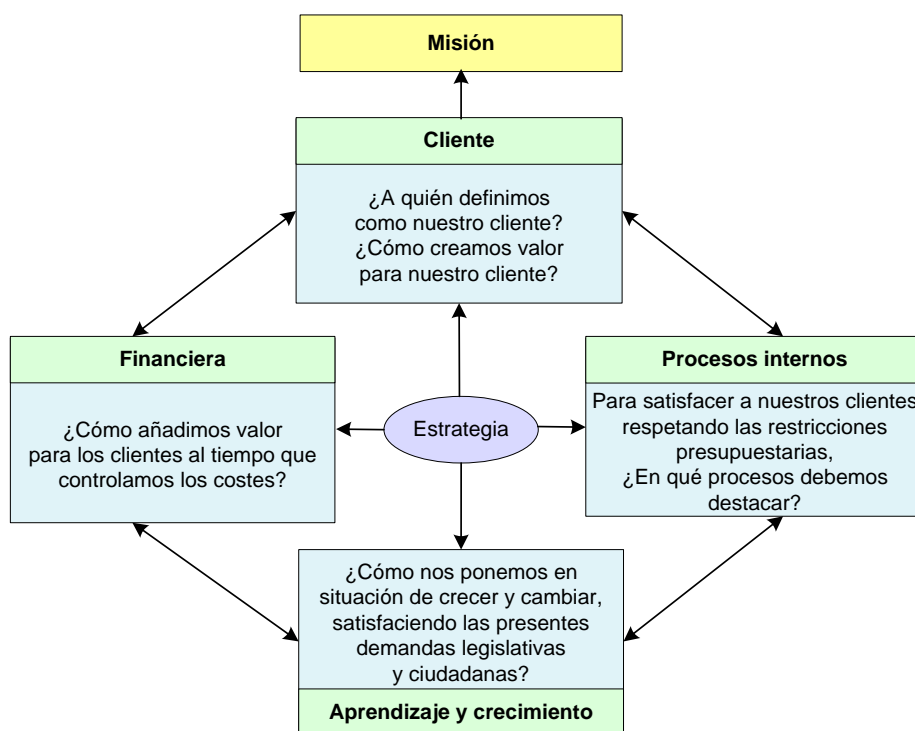 Misión
Cliente
¿A quién definimos
como nuestro cliente?
¿Cómo creamos valor
para nuestro cliente?
Financiera
¿Cómo añadimos valor
para los clientes al tiempo que
controlamos los costes?
Estrategia
Procesos internos
Para satisfacer a nuestros clientes
respetando las restricciones
presupuestarias,
¿En qué procesos debemos
destacar?
¿Cómo nos ponemos en
situación de crecer y cambiar,
satisfaciendo las presentes
demandas legislativas
y ciudadanas?
Aprendizaje y crecimiento